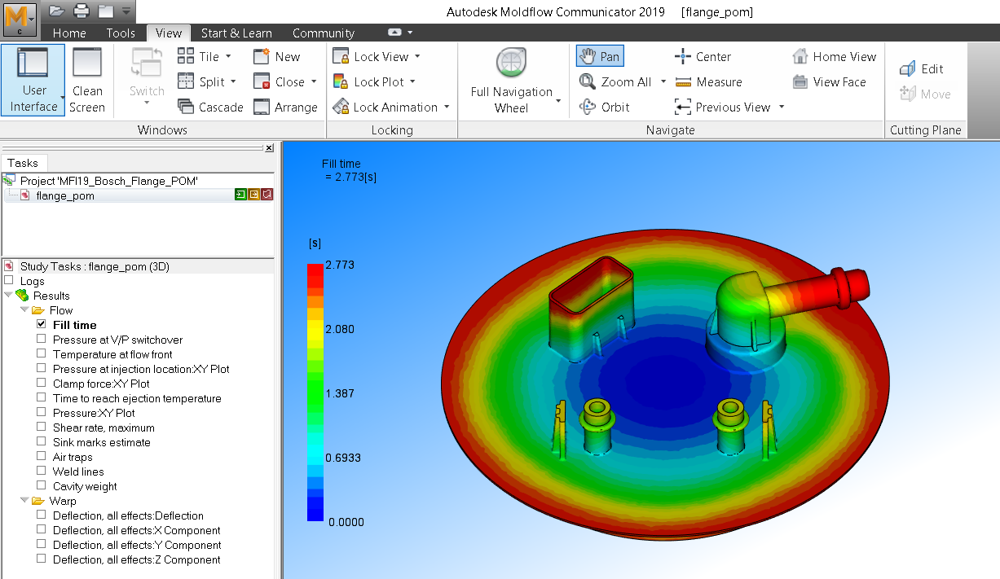 Autodesk Moldflow Communicator 2019 [flange_pom]
M
C
Home Tools View Start & Learn Community
User Interface
Clean Screen
Switch
Tile
Split
Cascade
New
Close
Arrange
Windows
Lock View
Lock Plot
Lock Animation
Locking
Full Navigation Wheel
Pan
Zoom All
Orbit
Center
Measure
Previous View
Home View
View Face
Navigate
Edit
Move
Cutting Plane
Tasks
Project 'MFI19_Bosch_Flange_POM'
flange_pom
Study Tasks : flange_pom (3D)
Logs
Results
Flow
Fill time
Pressure at V/P switchover
Temperature at flow front
Pressure at injection location:XY Plot
Clamp force:XY Plot
Time to reach ejection temperature
Pressure:XY Plot
Shear rate, maximum
Sink marks estimate
Air traps
Weld lines
Cavity weight
Warp
Deflection, all effects:Deflection
Deflection, all effects:X Component
Deflection, all effects:Y Component
Deflection, all effects:Z Component
Fill time
= 2.773[s]
[s]
2.773
2.080
1.387
0.6933
0.0000